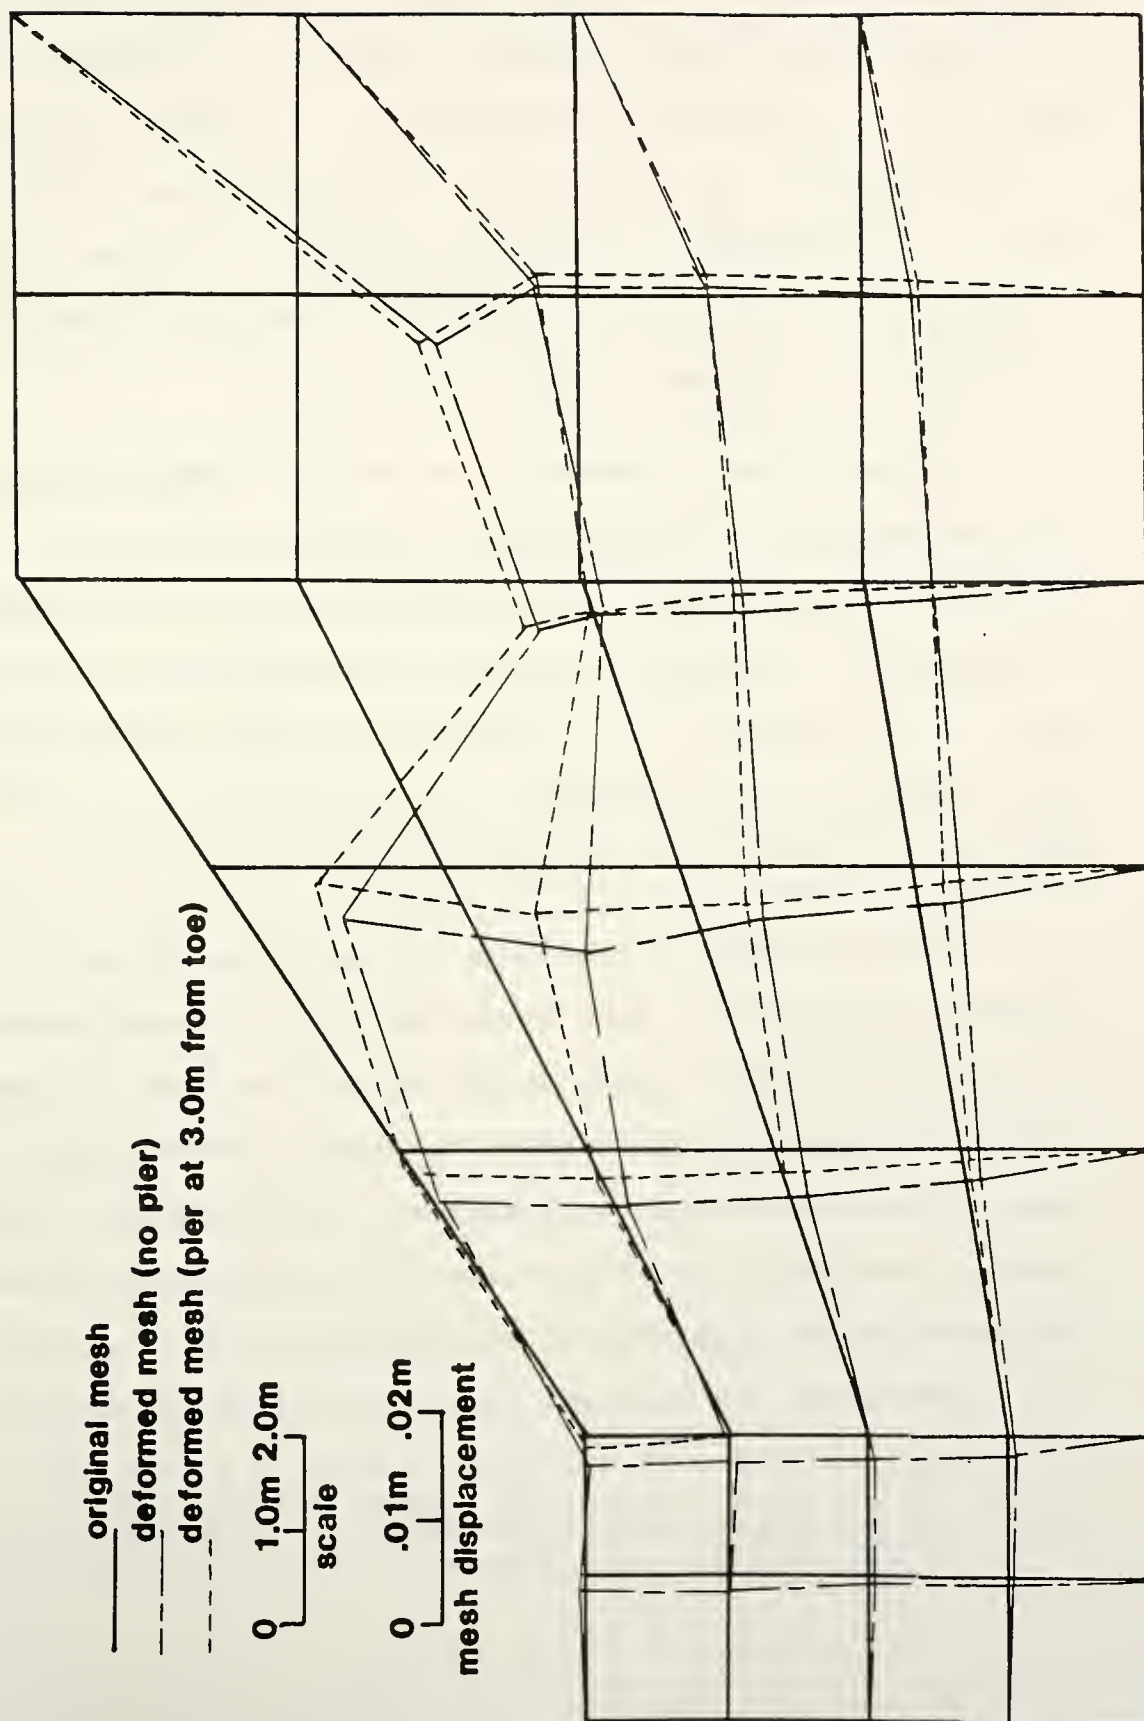 original mesh
deformed mesh (no pier)
deformed mesh (pier at 3.0m from toe)
0 1.0m 2.0m
scale
0 .01m .02m
mesh displacement